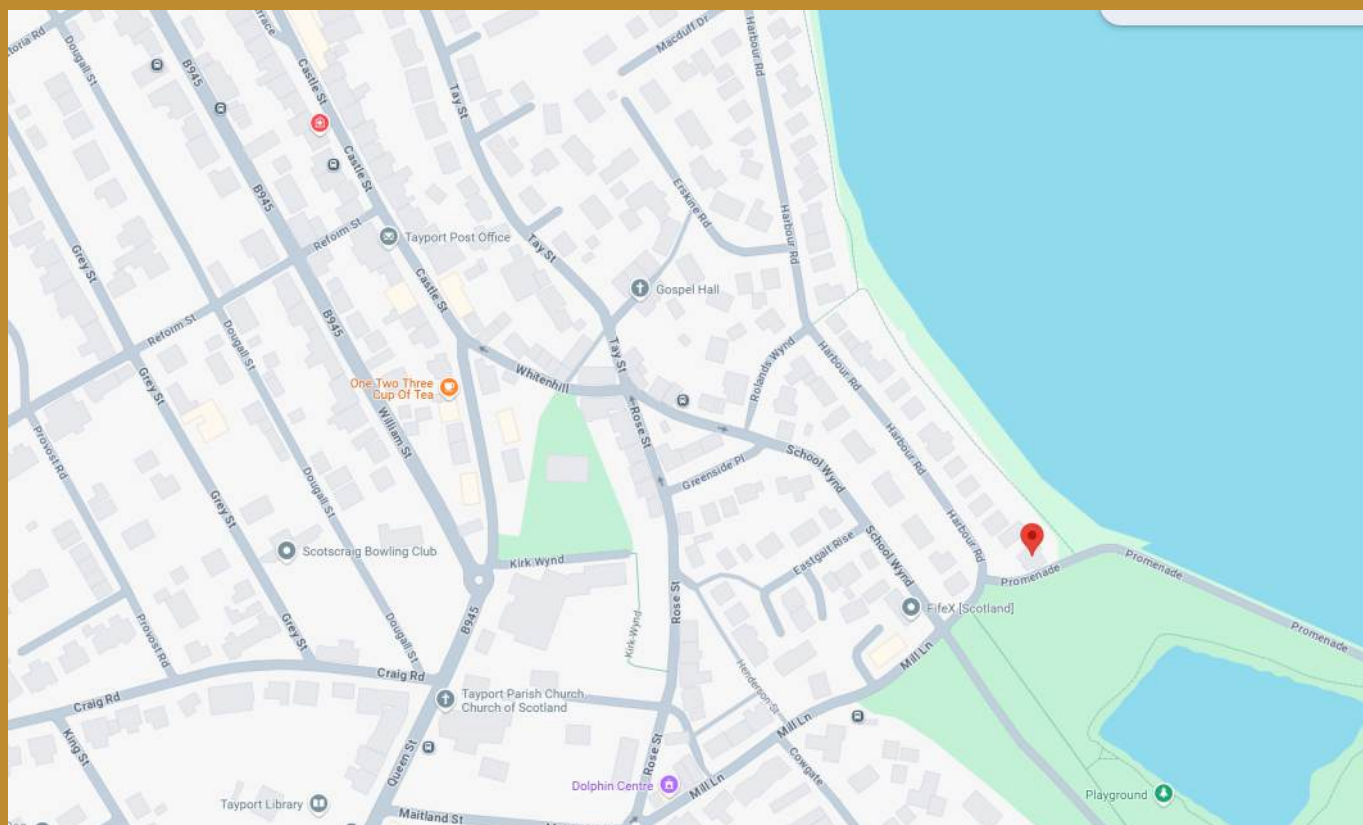 Terrace
Macduff Dr
Harbour Rd
Victoria Rd
Dougall St
B945
Castle St
Tay St
Castle St
B945
Erskine Rd
Harbour Rd
Reform St
Tayport Post Office
Tay St
Grey St
Castle St
Gospel Hall
B945
Reform St
Dougall St
Tay St
Rolands Wynd
Harbour Rd
Whitenhill
Grey St
One Two Three
Cup Of Tea
William St
Rose St
Provost Rd
School Wynd
Harbour Rd
Greenside Pl
Dougall St
Grey St
Harbour Rd
Scotscraig Bowling Club
Eastgait Rise
School Wynd
Kirk Wynd
Promenade
Promenade
Rose St
FifeX [Scotland]
Grey St
B945
Dougall St
Kirk-Wynd
Promenade
Provost Rd
Mill Ln
Craig Rd
Henderson St
Craig Rd
Tayport Parish Church,
Church of Scotland
King St
Mill Ln
Queen St
Rose St
Cowgate
Mill Ln
Dolphin Centre
Playground
Tayport Library
Maitland St